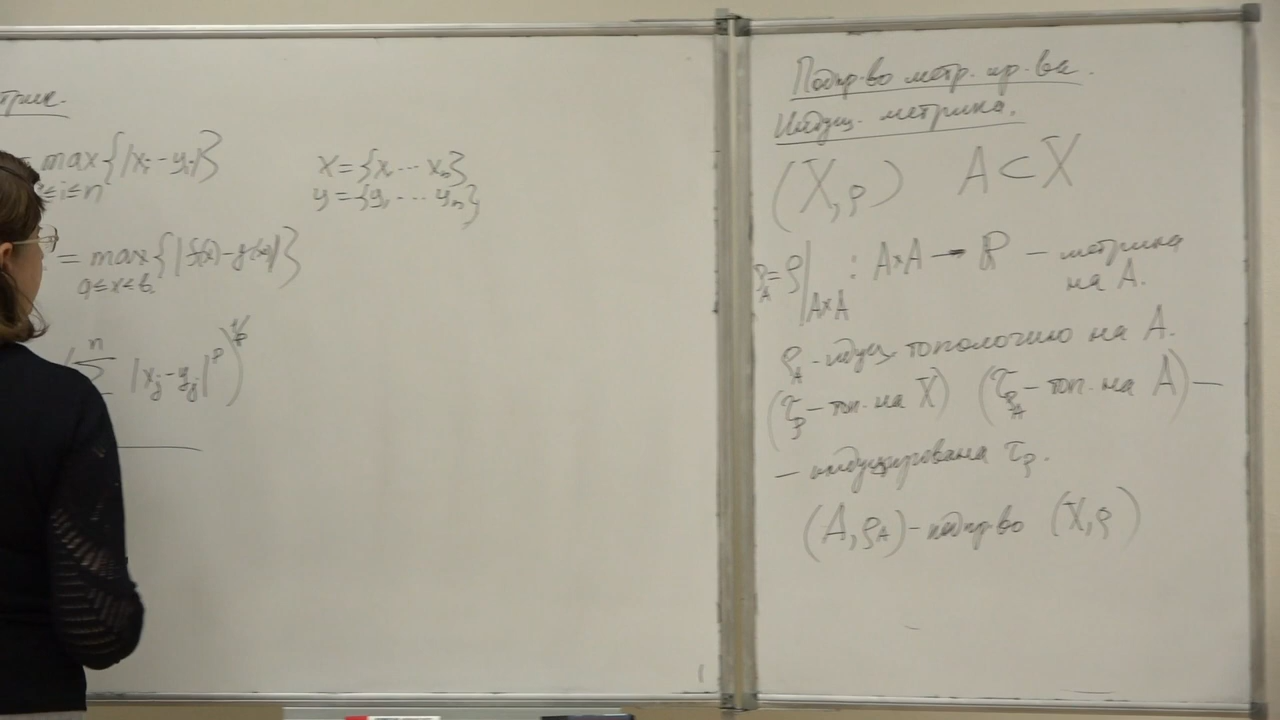 трик.
= max{|xᵢ-yᵢ|}
≤i≤n
x={x₁...xₙ}
y={y₁...yₙ}
= max{|f(x)-g(x)|}
a≤x≤b
(∑ⁿ |xⱼ-yⱼ|ᵖ)^{1/p}
Подпр-во метр. пр-ва.
Индуц. метрика.
(X,ρ) A⊂X
ρ_A=ρ|_{A×A} : A×A→ℝ — метрика
на A.
ρ_A - индуц. топологию на A.
(τ_ρ — топ. на X) (τ_{ρ_A} — топ. на A) —
— индуцирована τ_ρ.
(A,ρ_A) - подпр-во (X,ρ)